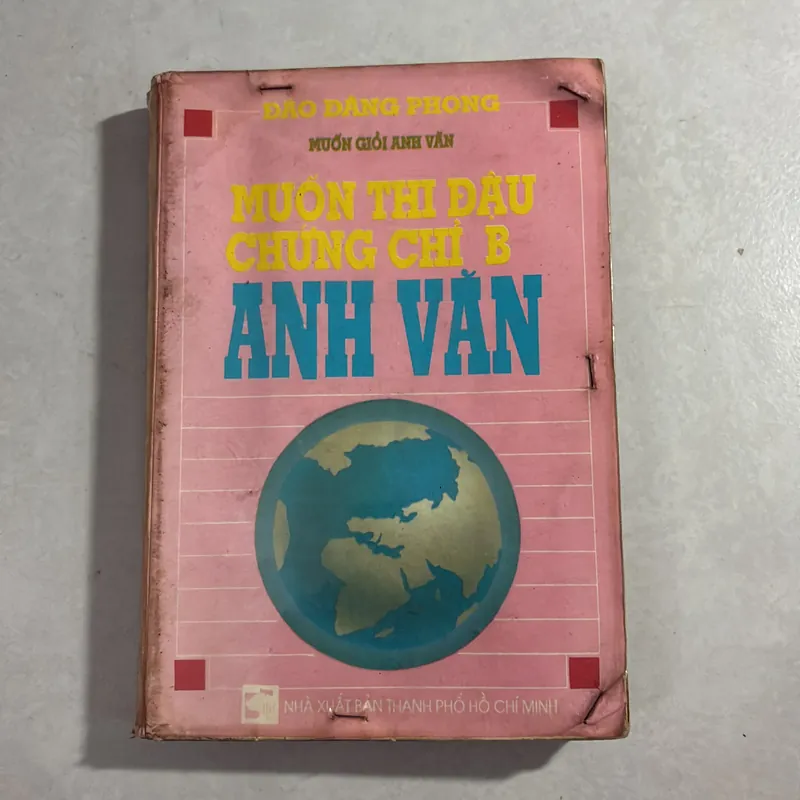 ĐÀO ĐĂNG PHONG
MUỐN GIỎI ANH VĂN
MUỐN THI ĐẬU
CHỨNG CHỈ B
ANH VĂN
NHÀ XUẤT BẢN THÀNH PHỐ HỒ CHÍ MINH